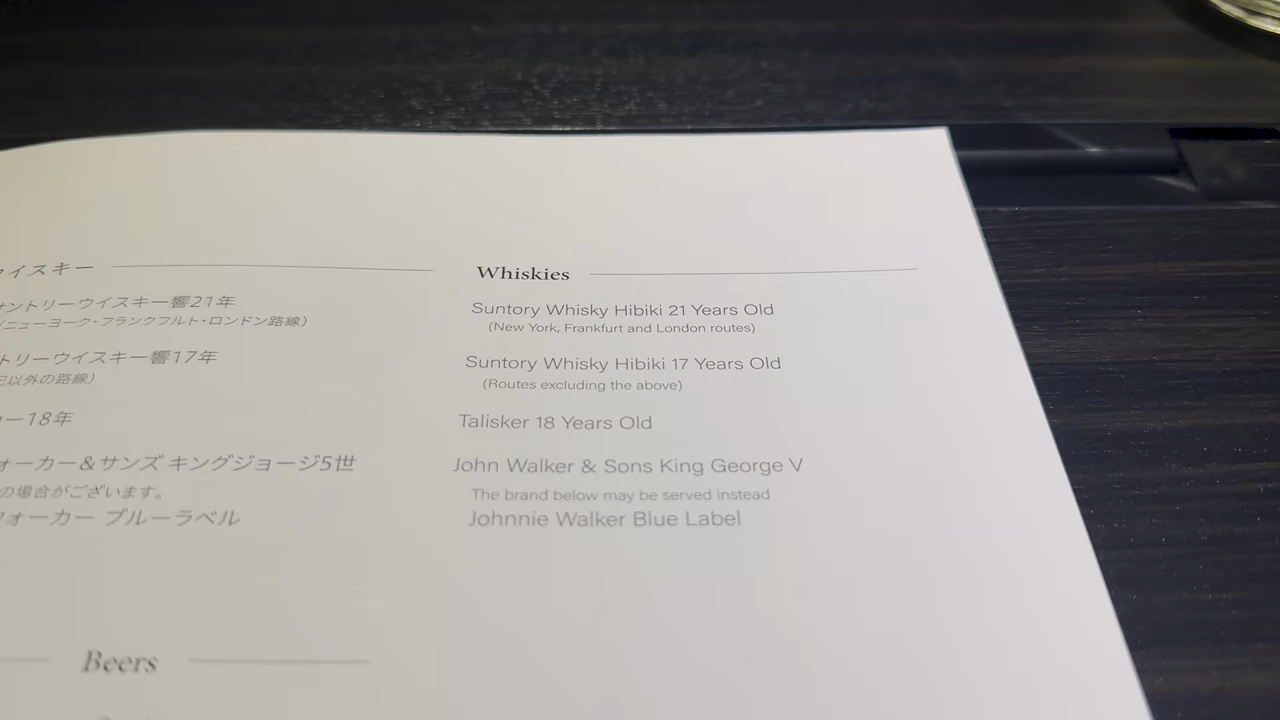 イスキー
ントリーウイスキー響21年
ニューヨーク・フランクフルト・ロンドン路線）
トリーウイスキー響17年
以外の路線）
ー18年
ォーカー＆サンズ キングジョージ5世
の場合がございます。
ォーカー ブルーラベル
Whiskies
Suntory Whisky Hibiki 21 Years Old
(New York, Frankfurt and London routes)
Suntory Whisky Hibiki 17 Years Old
(Routes excluding the above)
Talisker 18 Years Old
John Walker & Sons King George V
The brand below may be served instead
Johnnie Walker Blue Label
Beers